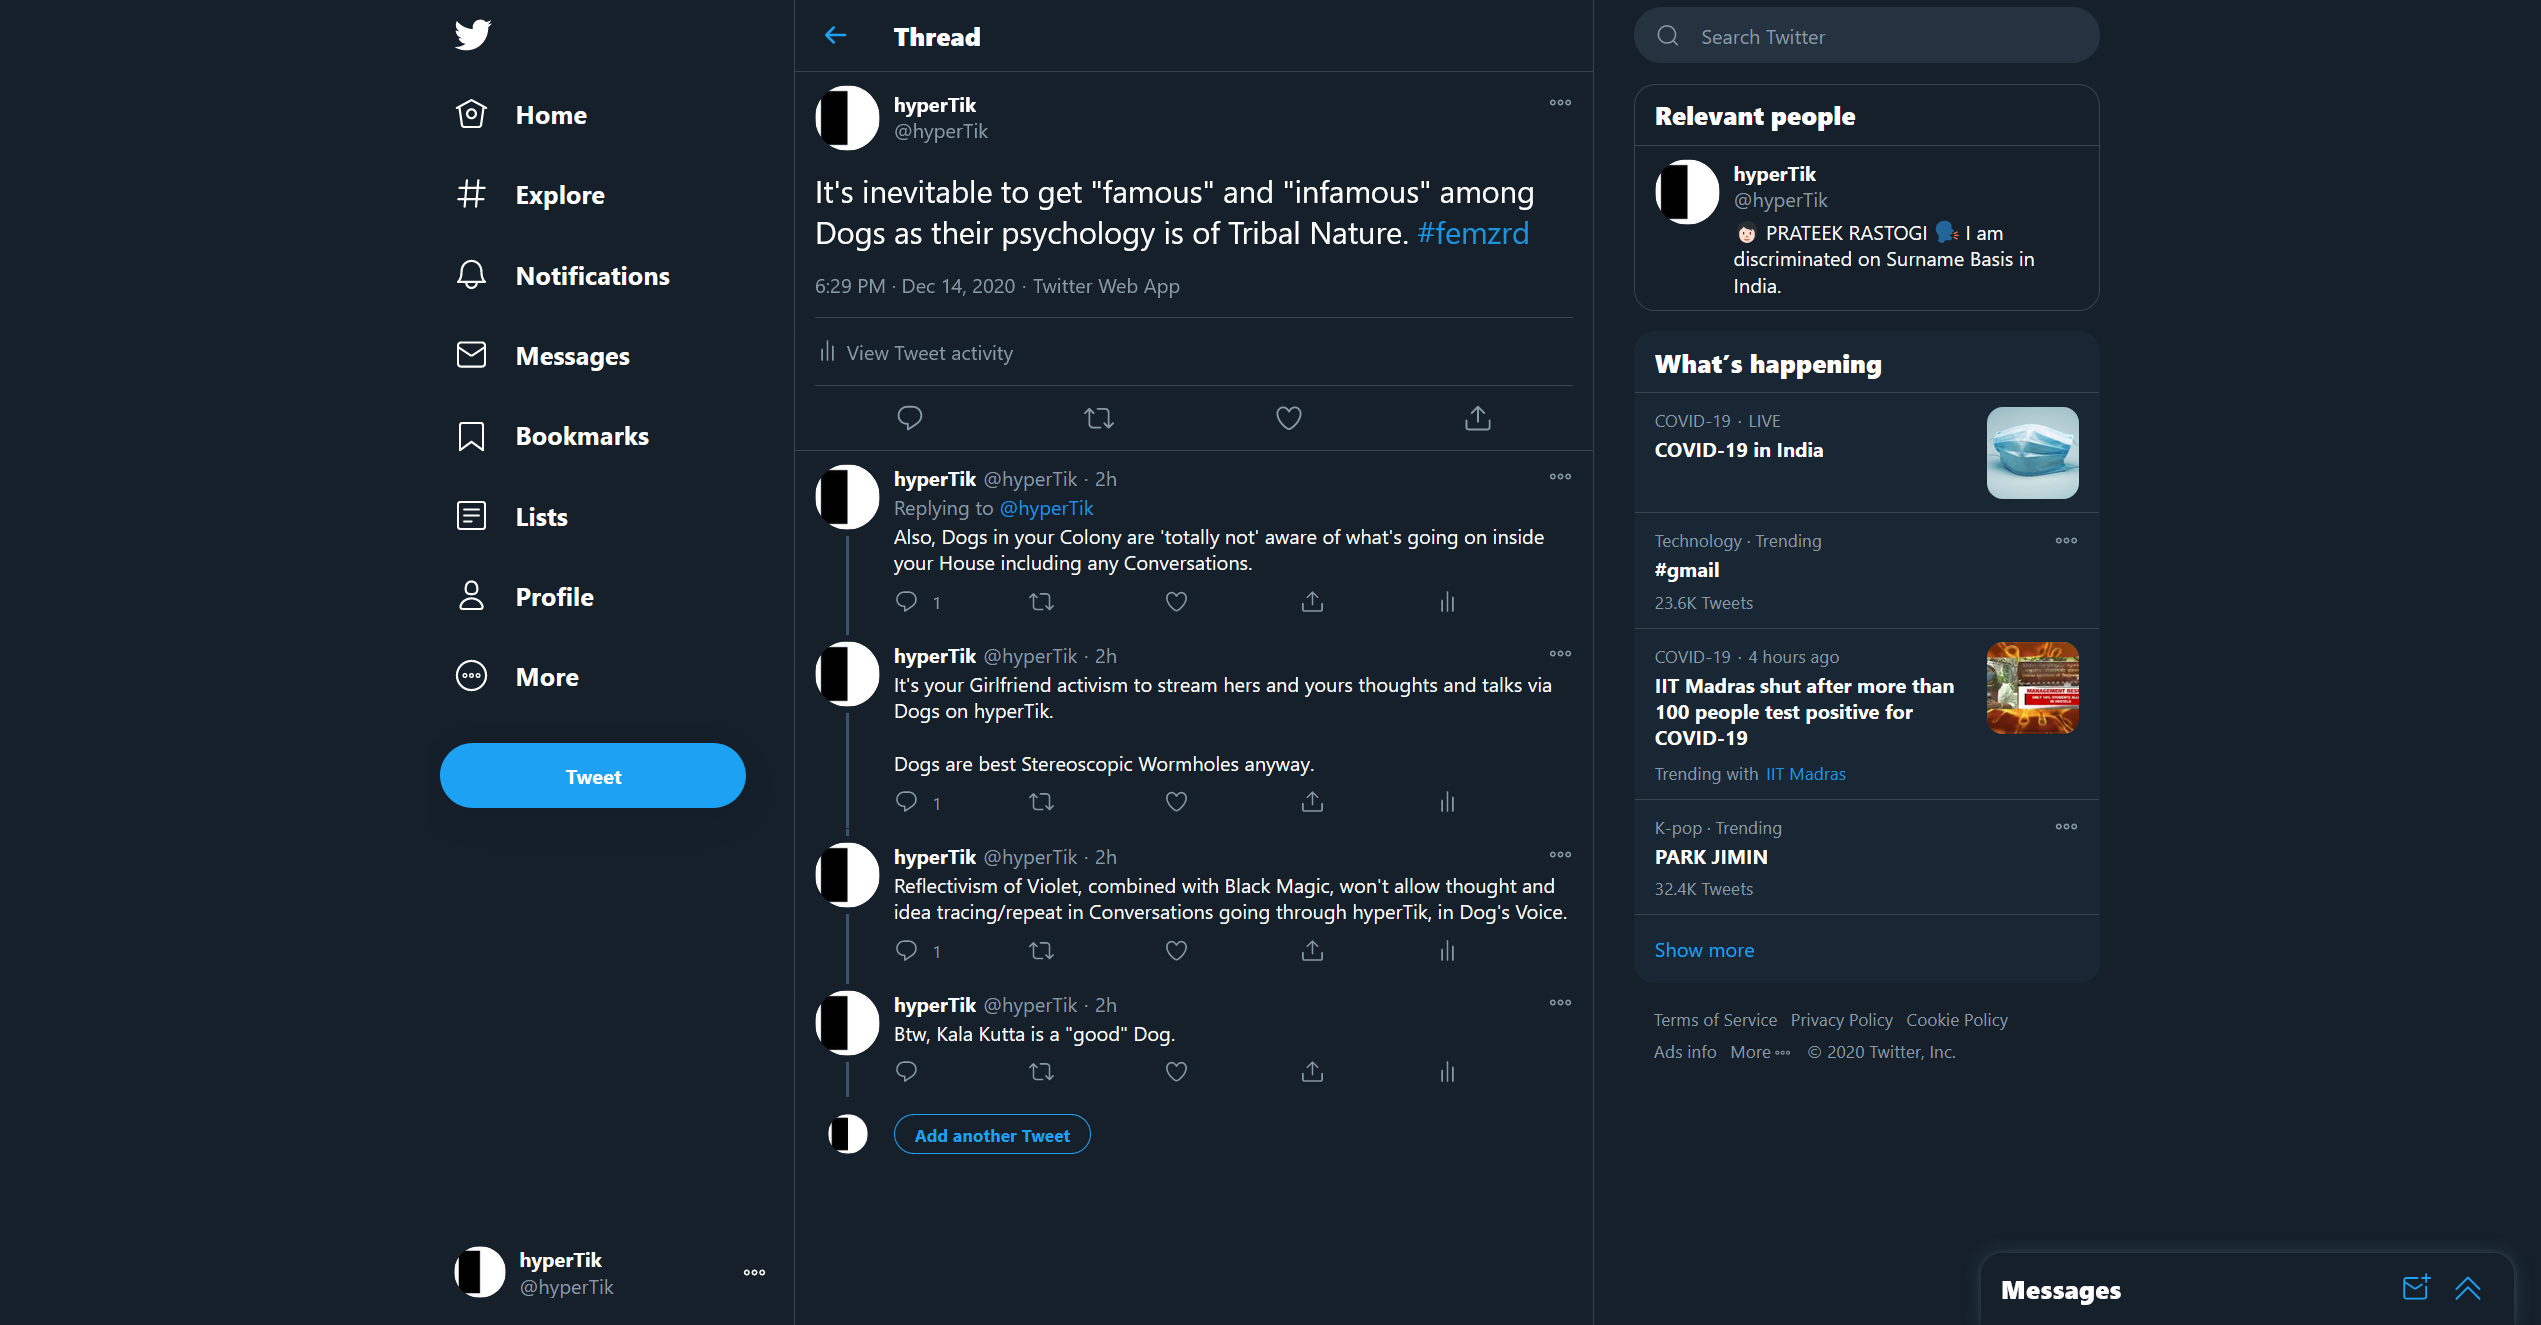 Home
Explore
Notifications
Messages
Bookmarks
Lists
Profile
More
Tweet
hyperTik
@hyperTik
Thread
hyperTik
@hyperTik
It's inevitable to get "famous" and "infamous" among
Dogs as their psychology is of Tribal Nature. #femzrd
6:29 PM · Dec 14, 2020 · Twitter Web App
View Tweet activity
hyperTik @hyperTik · 2h
Replying to @hyperTik
Also, Dogs in your Colony are 'totally not' aware of what's going on inside
your House including any Conversations.
1
hyperTik @hyperTik · 2h
It's your Girlfriend activism to stream hers and yours thoughts and talks via
Dogs on hyperTik.
Dogs are best Stereoscopic Wormholes anyway.
1
hyperTik @hyperTik · 2h
Reflectivism of Violet, combined with Black Magic, won't allow thought and
idea tracing/repeat in Conversations going through hyperTik, in Dog's Voice.
1
hyperTik @hyperTik · 2h
Btw, Kala Kutta is a "good" Dog.
Add another Tweet
Search Twitter
Relevant people
hyperTik
@hyperTik
PRATEEK RASTOGI I am
discriminated on Surname Basis in
India.
What's happening
COVID-19 · LIVE
COVID-19 in India
Technology · Trending
#gmail
23.6K Tweets
COVID-19 · 4 hours ago
IIT Madras shut after more than
100 people test positive for
COVID-19
Trending with IIT Madras
K-pop · Trending
PARK JIMIN
32.4K Tweets
Show more
Terms of Service Privacy Policy Cookie Policy
Ads info More © 2020 Twitter, Inc.
Messages